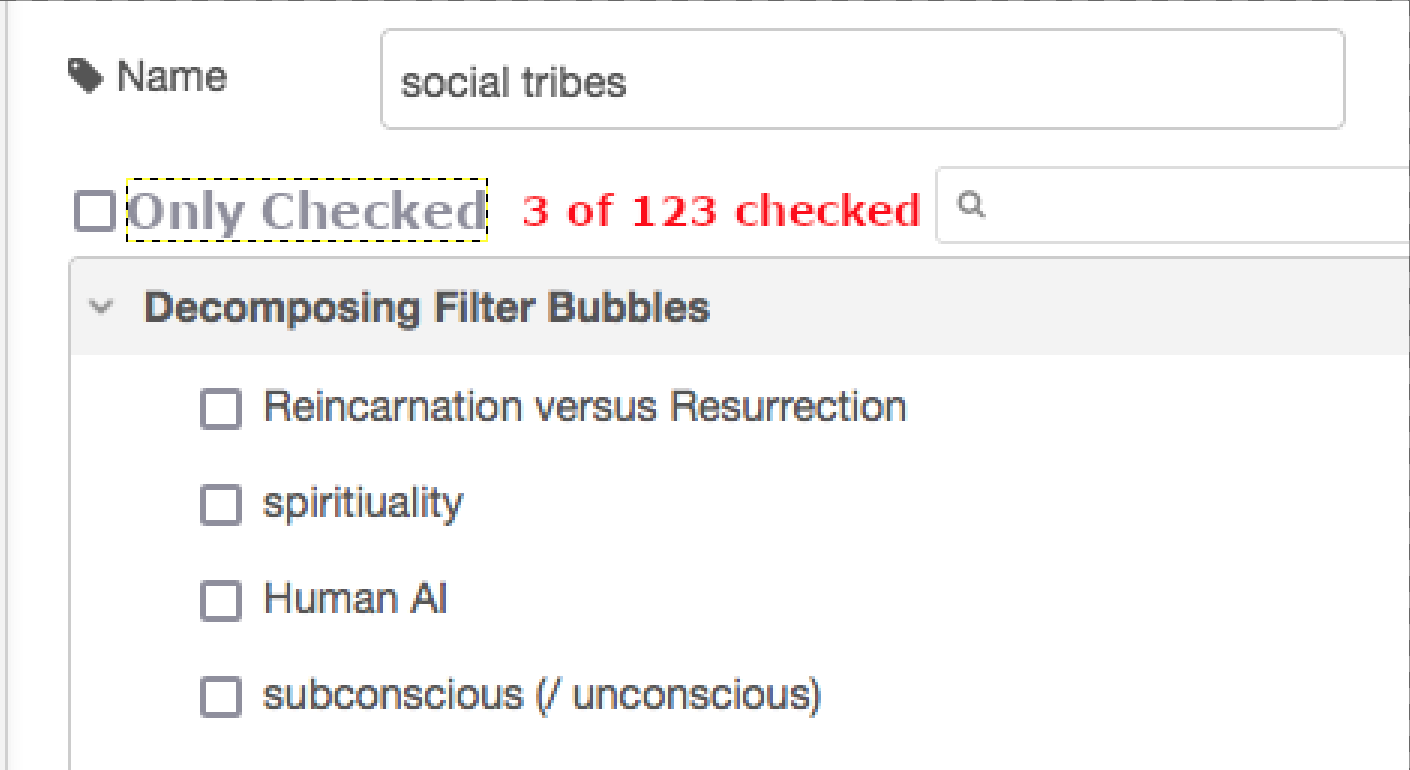 Name
social tribes
Only Checked 3 of 123 checked
Decomposing Filter Bubbles
Reincarnation versus Resurrection
spiritiuality
Human AI
subconscious (/ unconscious)